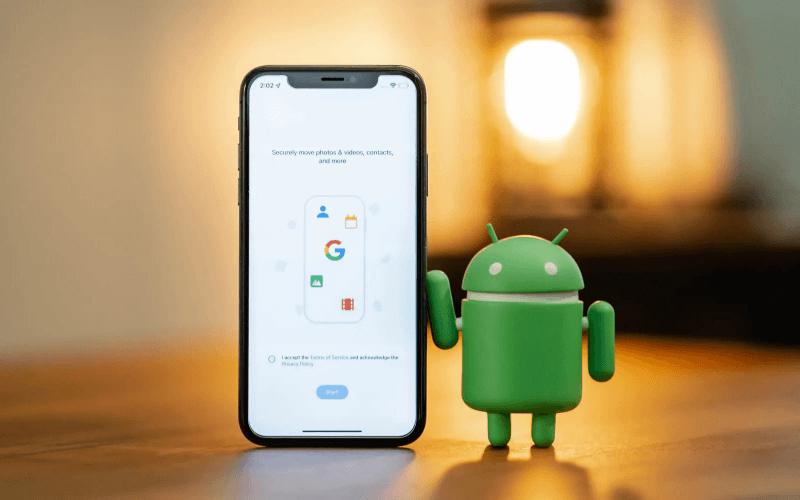 2:02
Securely move photos & videos, contacts,
and more
G
I accept the Terms of Service and acknowledge the
Privacy Policy.
Start